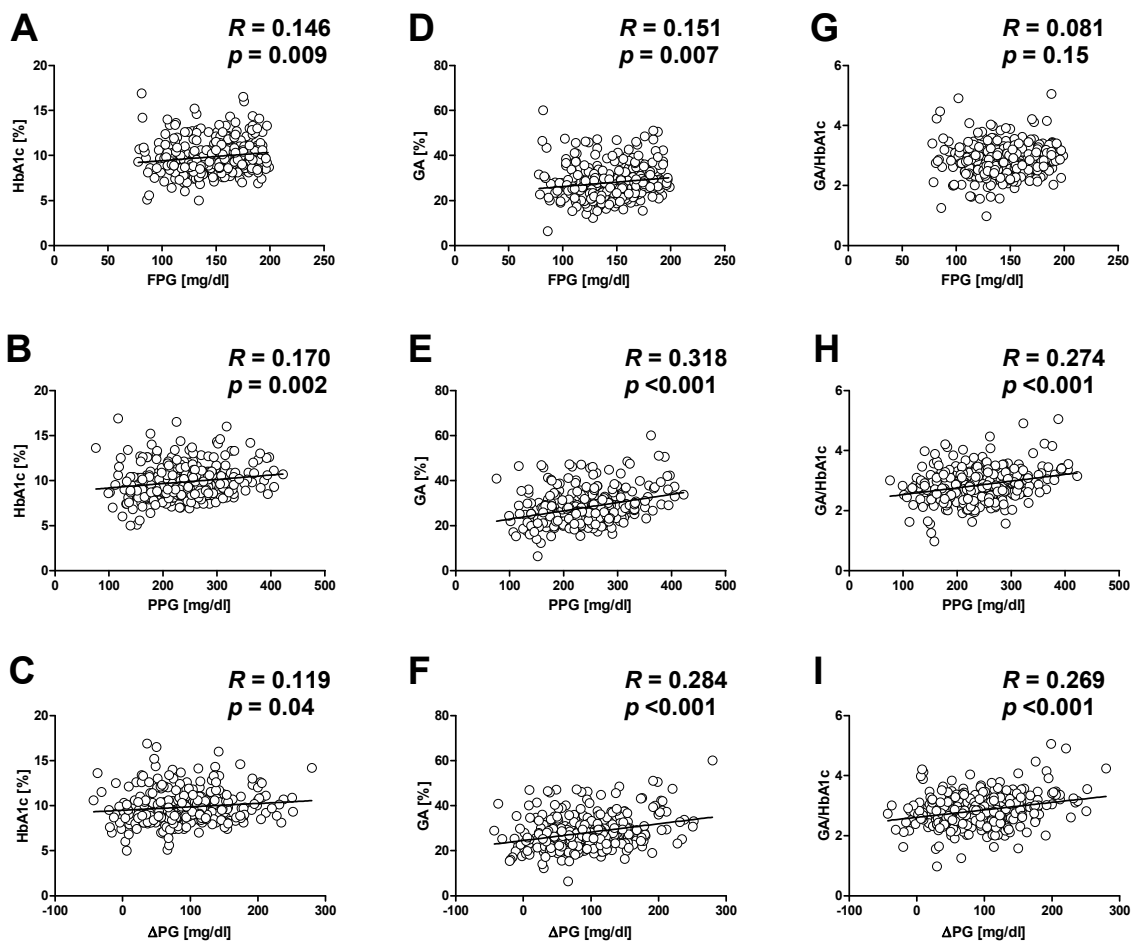 A
R = 0.146
p = 0.009
20
15
10
5
0
HbA1c [%]
0 50 100 150 200 250
FPG [mg/dl]
D
R = 0.151
p = 0.007
80
60
40
20
0
GA [%]
0 50 100 150 200 250
FPG [mg/dl]
G
R = 0.081
p = 0.15
6
4
2
0
GA/HbA1c
0 50 100 150 200 250
FPG [mg/dl]
B
R = 0.170
p = 0.002
20
15
10
5
0
HbA1c [%]
0 100 200 300 400 500
PPG [mg/dl]
E
R = 0.318
p <0.001
80
60
40
20
0
GA [%]
0 100 200 300 400 500
PPG [mg/dl]
H
R = 0.274
p <0.001
6
4
2
0
GA/HbA1c
0 100 200 300 400 500
PPG [mg/dl]
C
R = 0.119
p = 0.04
20
15
10
5
0
HbA1c [%]
-100 0 100 200 300
ΔPG [mg/dl]
F
R = 0.284
p <0.001
80
60
40
20
0
GA [%]
-100 0 100 200 300
ΔPG [mg/dl]
I
R = 0.269
p <0.001
6
4
2
0
GA/HbA1c
-100 0 100 200 300
ΔPG [mg/dl]